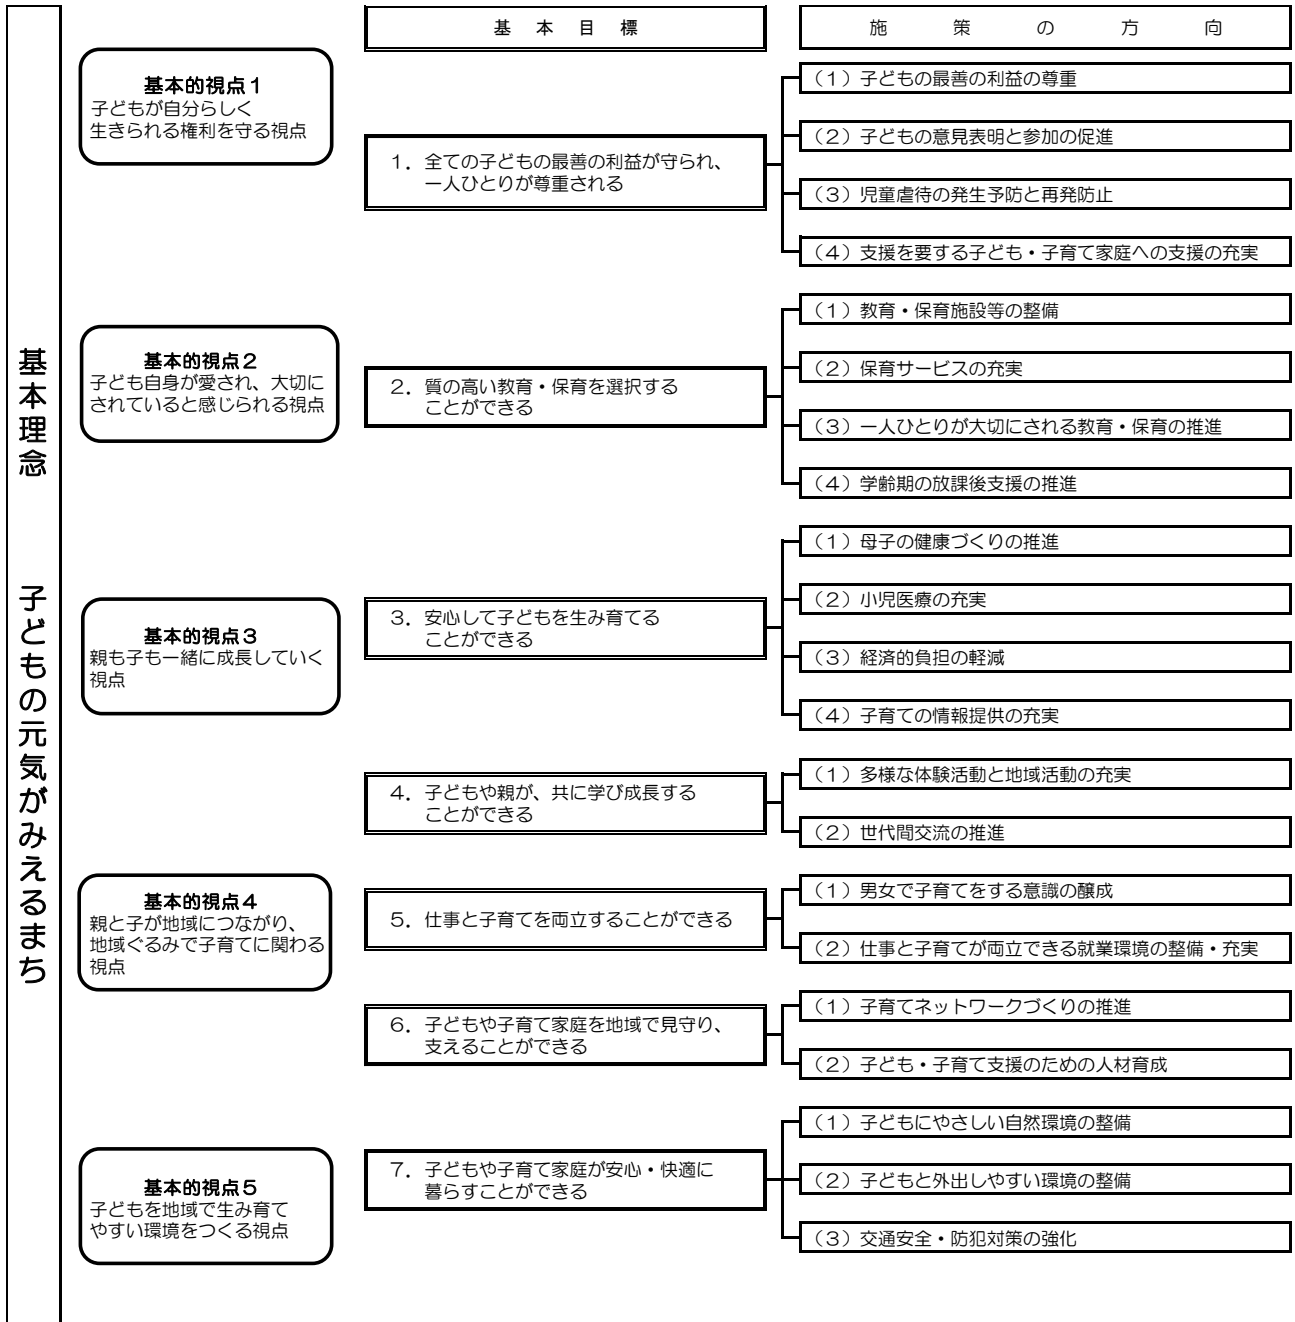 基本理念　子どもの元気がみえるまち
基本的視点１
子どもが自分らしく
生きられる権利を守る視点
基本的視点２
子ども自身が愛され、大切に
されていると感じられる視点
基本的視点３
親も子も一緒に成長していく
視点
基本的視点４
親と子が地域につながり、
地域ぐるみで子育てに関わる
視点
基本的視点５
子どもを地域で生み育て
やすい環境をつくる視点
基本目標
１．全ての子どもの最善の利益が守られ、
一人ひとりが尊重される
２．質の高い教育・保育を選択する
ことができる
３．安心して子どもを生み育てる
ことができる
４．子どもや親が、共に学び成長する
ことができる
５．仕事と子育てを両立することができる
６．子どもや子育て家庭を地域で見守り、
支えることができる
７．子どもや子育て家庭が安心・快適に
暮らすことができる
施策の方向
（１）子どもの最善の利益の尊重
（２）子どもの意見表明と参加の促進
（３）児童虐待の発生予防と再発防止
（４）支援を要する子ども・子育て家庭への支援の充実
（１）教育・保育施設等の整備
（２）保育サービスの充実
（３）一人ひとりが大切にされる教育・保育の推進
（４）学齢期の放課後支援の推進
（１）母子の健康づくりの推進
（２）小児医療の充実
（３）経済的負担の軽減
（４）子育ての情報提供の充実
（１）多様な体験活動と地域活動の充実
（２）世代間交流の推進
（１）男女で子育てをする意識の醸成
（２）仕事と子育てが両立できる就業環境の整備・充実
（１）子育てネットワークづくりの推進
（２）子ども・子育て支援のための人材育成
（１）子どもにやさしい自然環境の整備
（２）子どもと外出しやすい環境の整備
（３）交通安全・防犯対策の強化